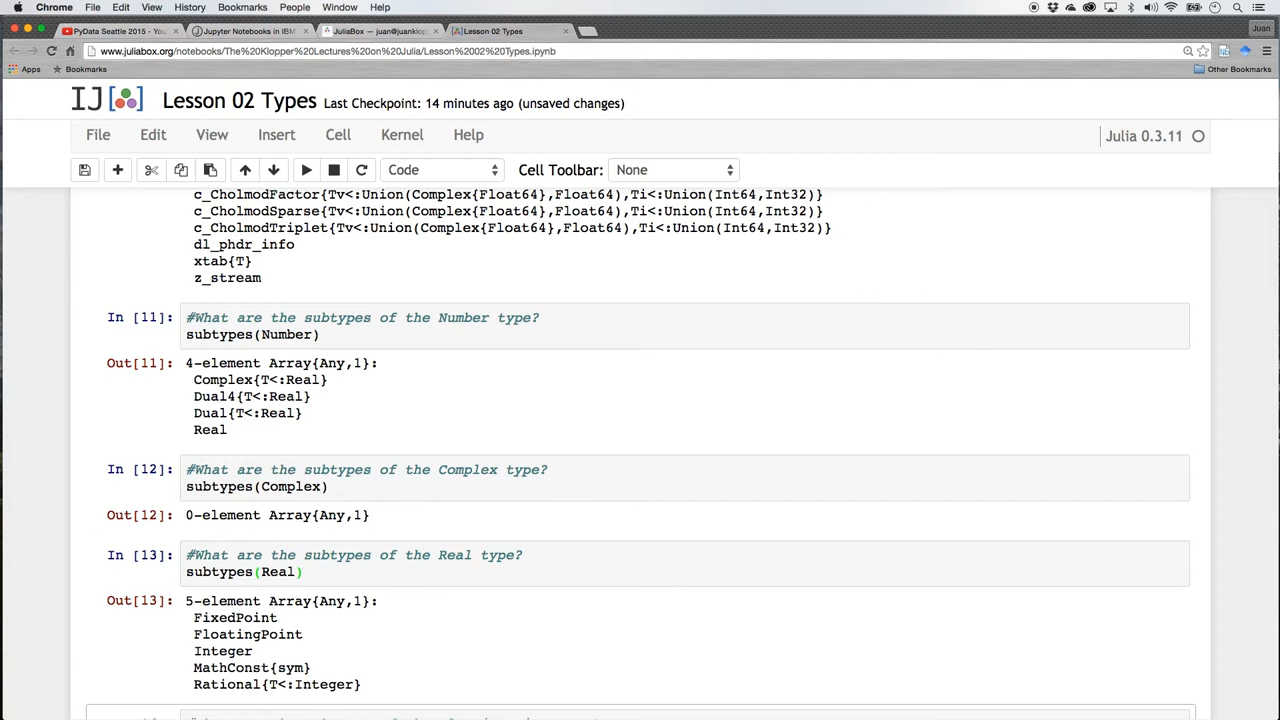 Chrome File Edit View History Bookmarks People Window Help
PyData Seattle 2015 - You
Jupyter Notebooks in IBM
JuliaBox — juan@juanklop
Lesson 02 Types
Juan
www.juliabox.org/notebooks/The%20Klopper%20Lectures%20on%20Julia/Lesson%2002%20Types.ipynb
Apps Bookmarks Other Bookmarks
IJ Lesson 02 Types Last Checkpoint: 14 minutes ago (unsaved changes)
File Edit View Insert Cell Kernel Help Julia 0.3.11
Code Cell Toolbar: None
c_CholmodFactor{Tv<:Union(Complex{Float64},Float64),Ti<:Union(Int64,Int32)}
c_CholmodSparse{Tv<:Union(Complex{Float64},Float64),Ti<:Union(Int64,Int32)}
c_CholmodTriplet{Tv<:Union(Complex{Float64},Float64),Ti<:Union(Int64,Int32)}
dl_phdr_info
xtab{T}
z_stream
In [11]: #What are the subtypes of the Number type?
subtypes(Number)
Out[11]: 4-element Array{Any,1}:
Complex{T<:Real}
Dual4{T<:Real}
Dual{T<:Real}
Real
In [12]: #What are the subtypes of the Complex type?
subtypes(Complex)
Out[12]: 0-element Array{Any,1}
In [13]: #What are the subtypes of the Real type?
subtypes(Real)
Out[13]: 5-element Array{Any,1}:
FixedPoint
FloatingPoint
Integer
MathConst{sym}
Rational{T<:Integer}